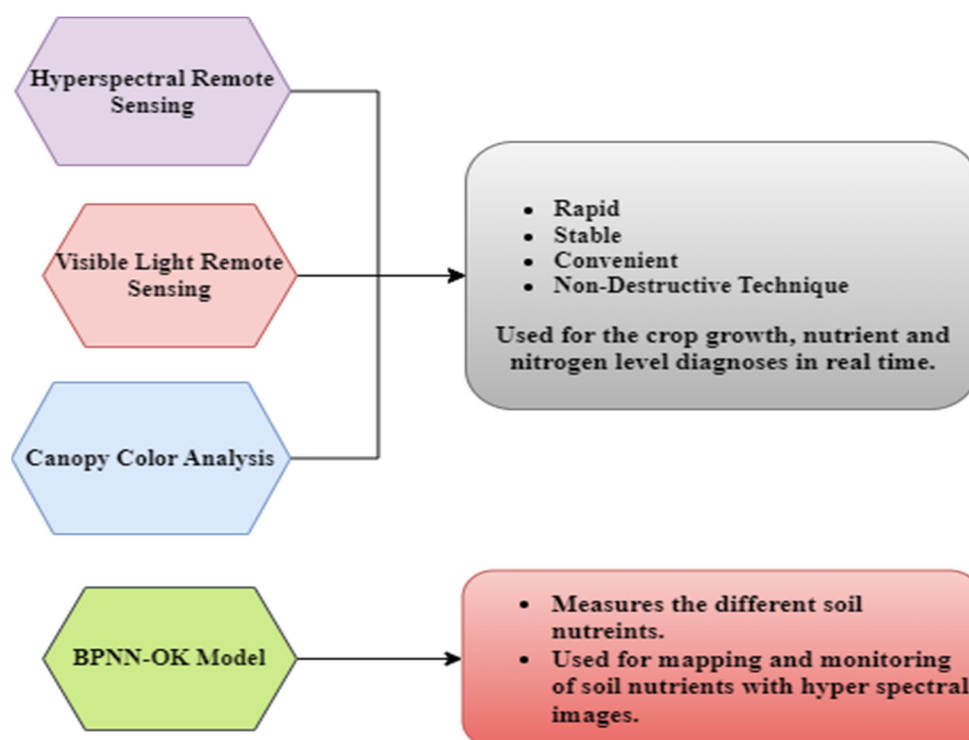 Hyperspectral Remote
Sensing
Visible Light Remote
Sensing
Canopy Color Analysis
• Rapid
• Stable
• Convenient
• Non-Destructive Technique
Used for the crop growth, nutrient and
nitrogen level diagnoses in real time.
BPNN-OK Model
• Measures the different soil
nutreints.
• Used for mapping and monitoring
of soil nutrients with hyper spectral
images.